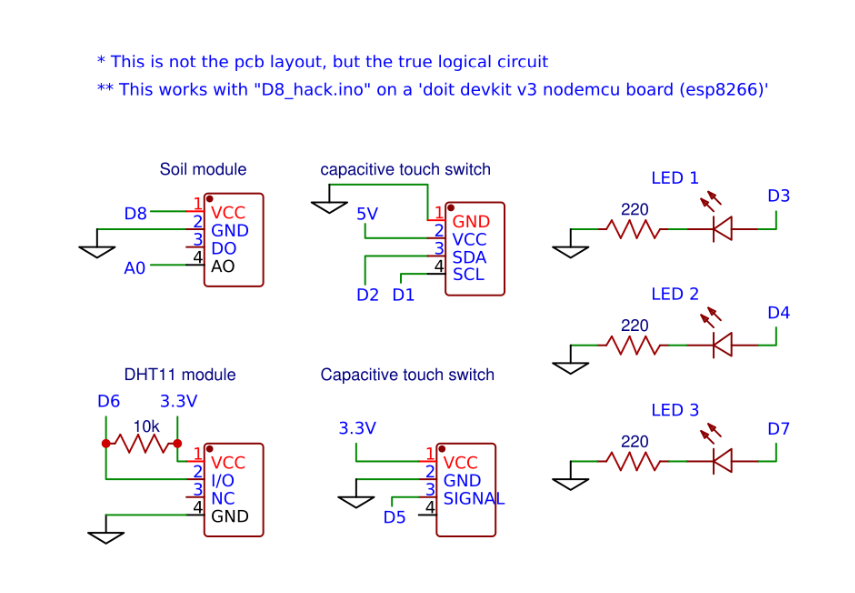 * This is not the pcb layout, but the true logical circuit
** This works with "D8_hack.ino" on a 'doit devkit v3 nodemcu board (esp8266)'
Soil module
D8
A0
1
2
3
4
VCC
GND
DO
AO
capacitive touch switch
5V
D2
D1
1
2
3
4
GND
VCC
SDA
SCL
LED 1
220
D3
LED 2
220
D4
LED 3
220
D7
DHT11 module
D6
3.3V
10k
1
2
3
4
VCC
I/O
NC
GND
Capacitive touch switch
3.3V
D5
1
2
3
4
VCC
GND
SIGNAL